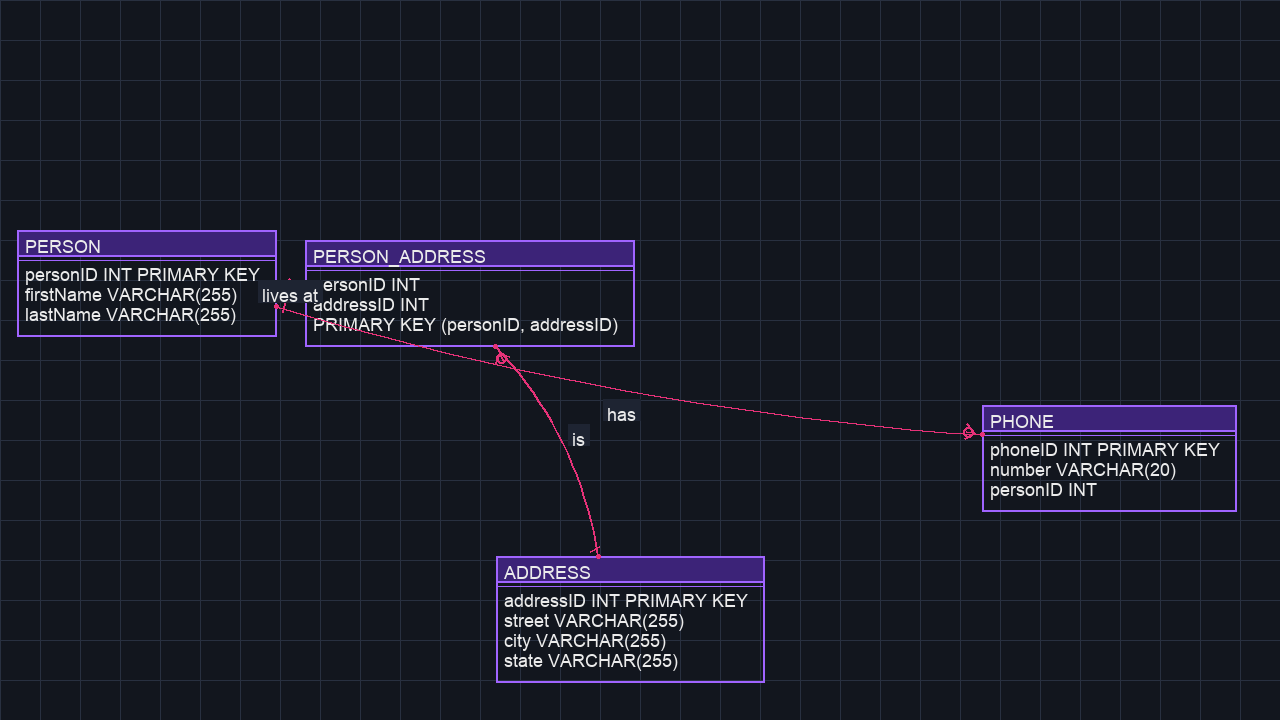 PERSON
personID INT PRIMARY KEY
firstName VARCHAR(255)
lastName VARCHAR(255)
lives at
PERSON_ADDRESS
ersonID INT
addressID INT
PRIMARY KEY (personID, addressID)
has
is
PHONE
phoneID INT PRIMARY KEY
number VARCHAR(20)
personID INT
ADDRESS
addressID INT PRIMARY KEY
street VARCHAR(255)
city VARCHAR(255)
state VARCHAR(255)